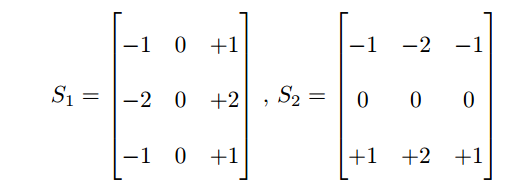 −1 0 +1 −1 −2 −1
S₁ = −2 0 +2 , S₂ = 0 0 0
−1 0 +1 +1 +2 +1